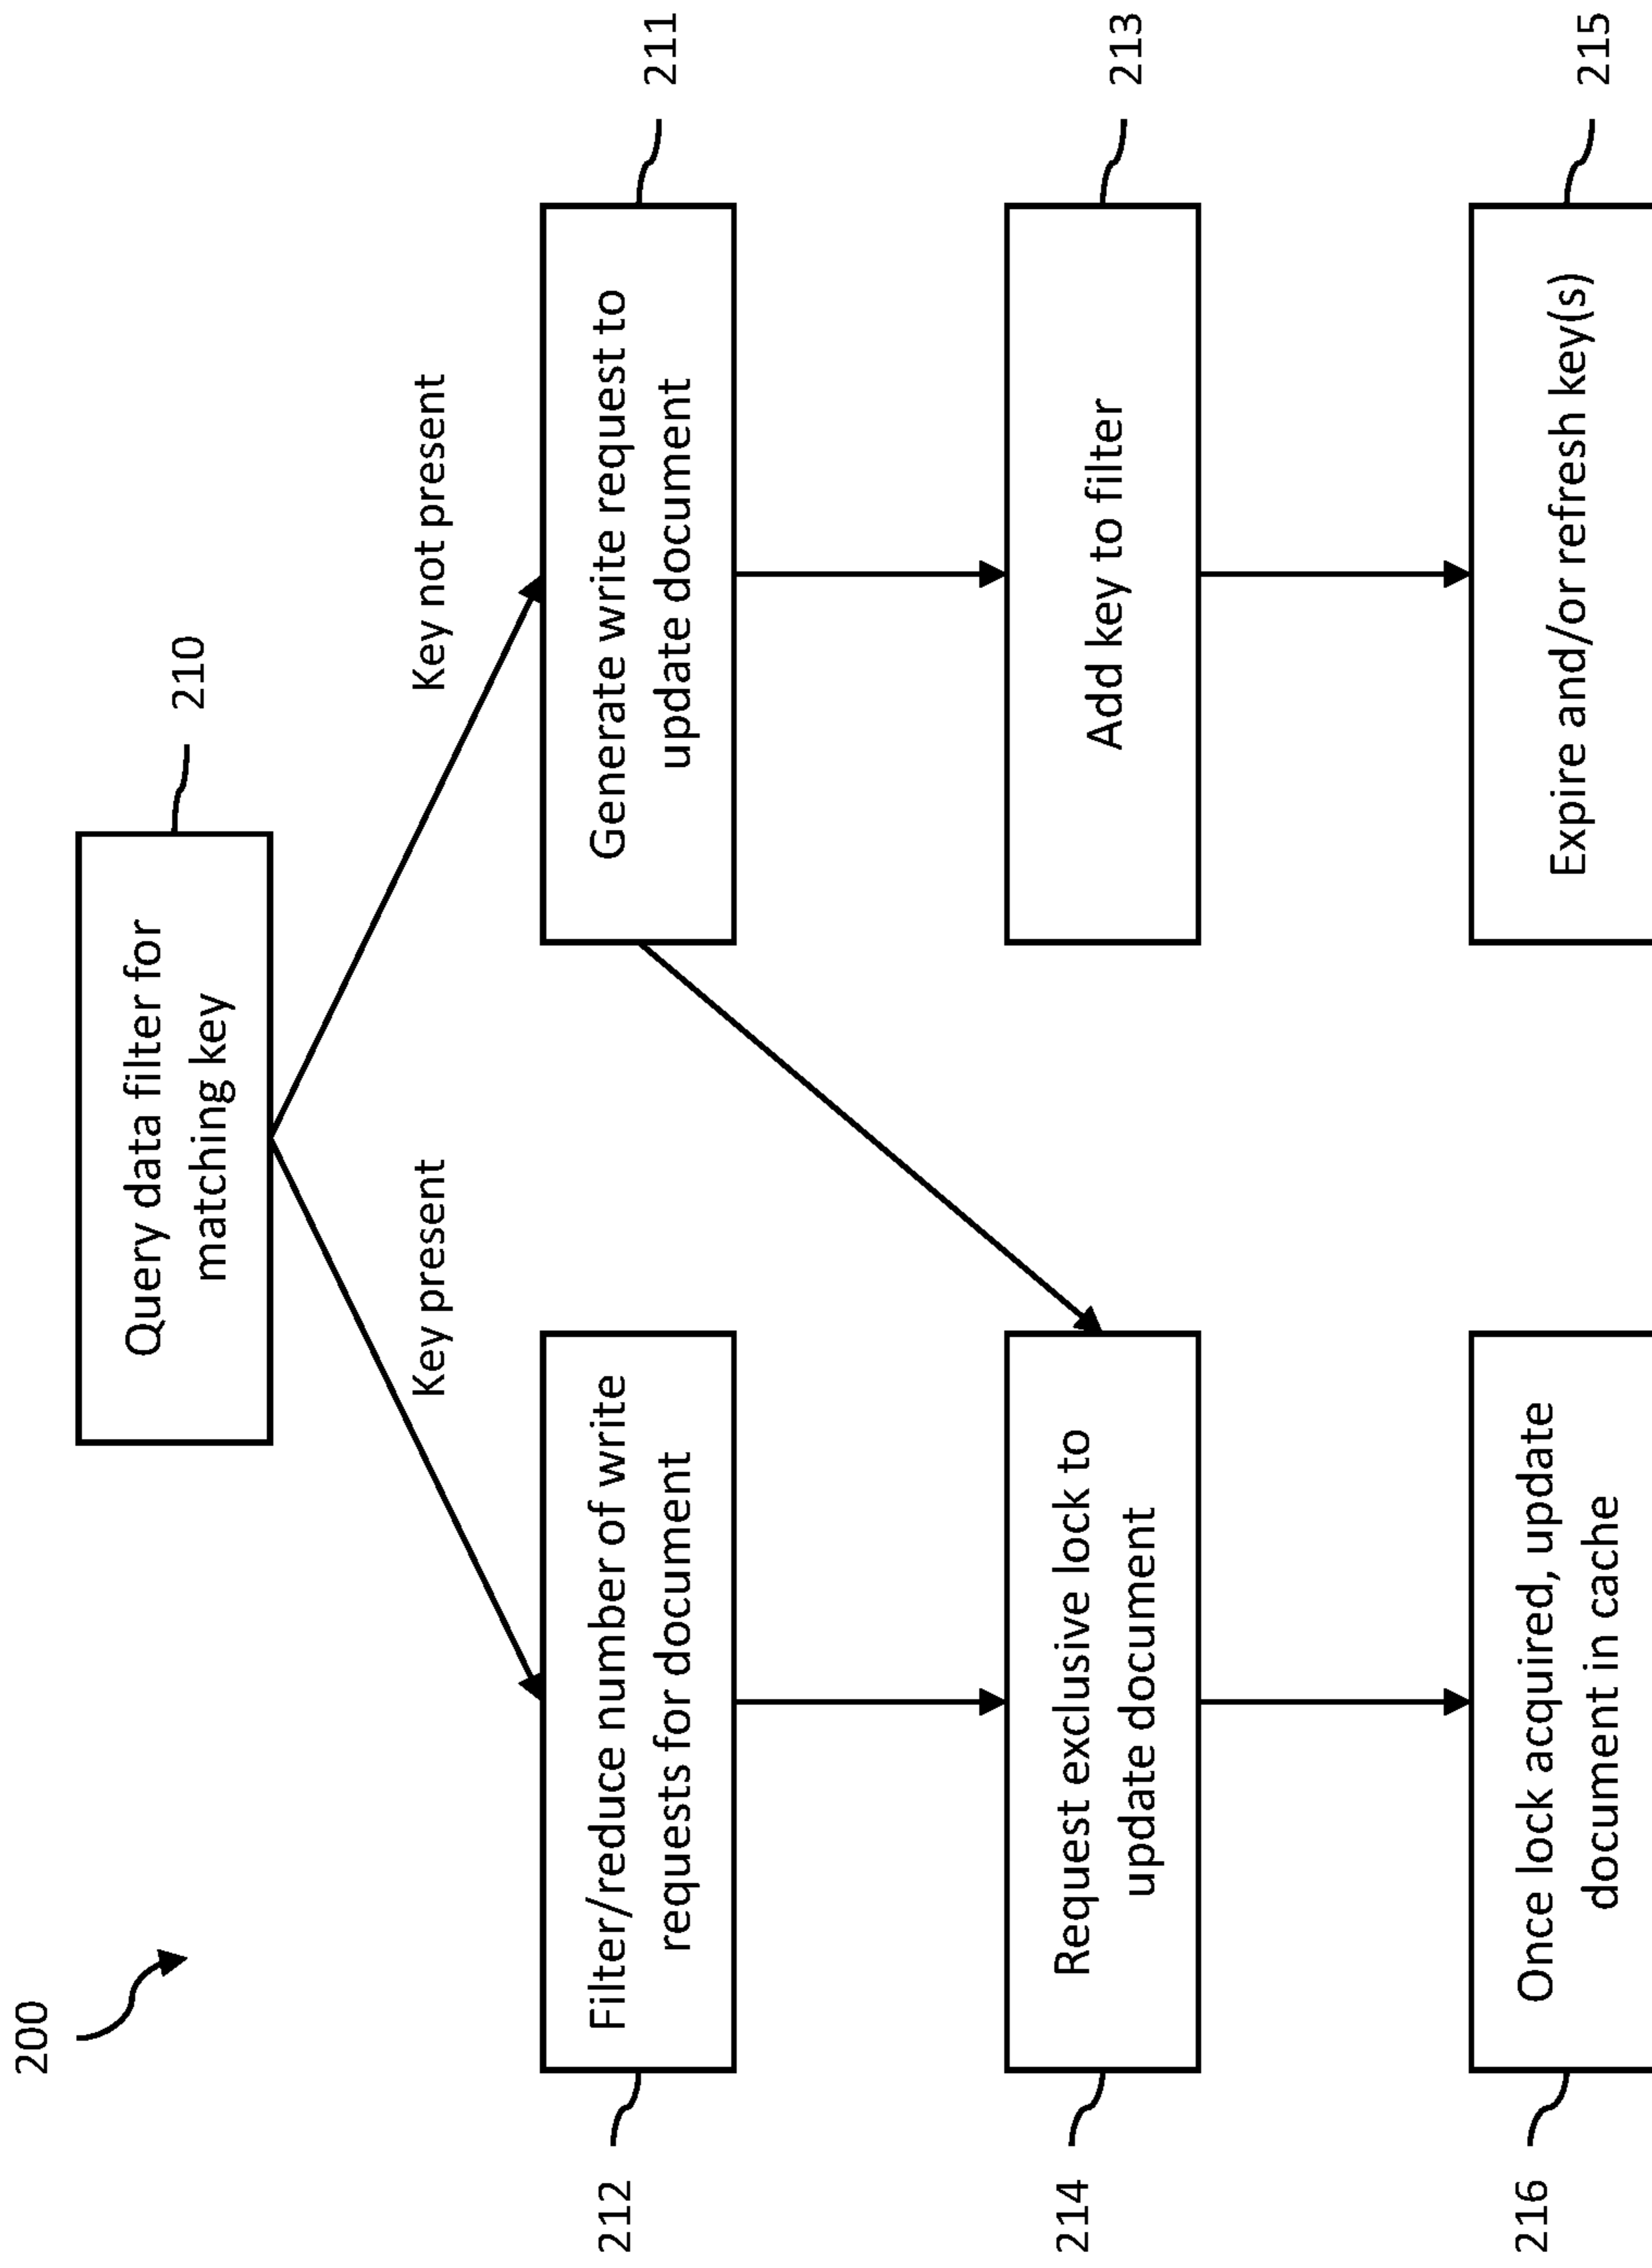 200
Query data filter for
matching key
210
Key present
Key not present
212
Filter/reduce number of write
requests for document
Generate write request to
update document
211
214
Request exclusive lock to
update document
Add key to filter
213
216
Once lock acquired, update
document in cache
Expire and/or refresh key(s)
215